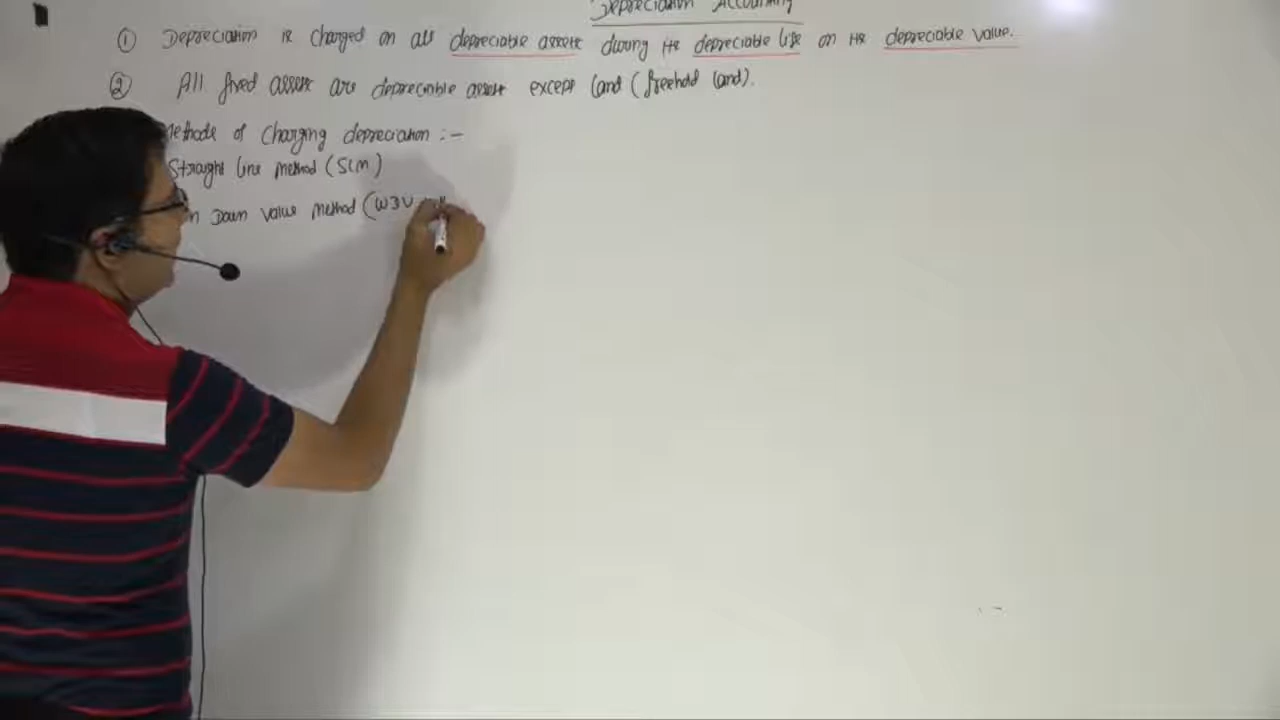 Depreciation Accounting
① Depreciation is charged on all depreciable assets during its depreciable life on its depreciable value.
② All fixed assets are depreciable assets except land (freehold land).
Methods of charging depreciation :-
Straight line method (SLM)
Down value method (WDV